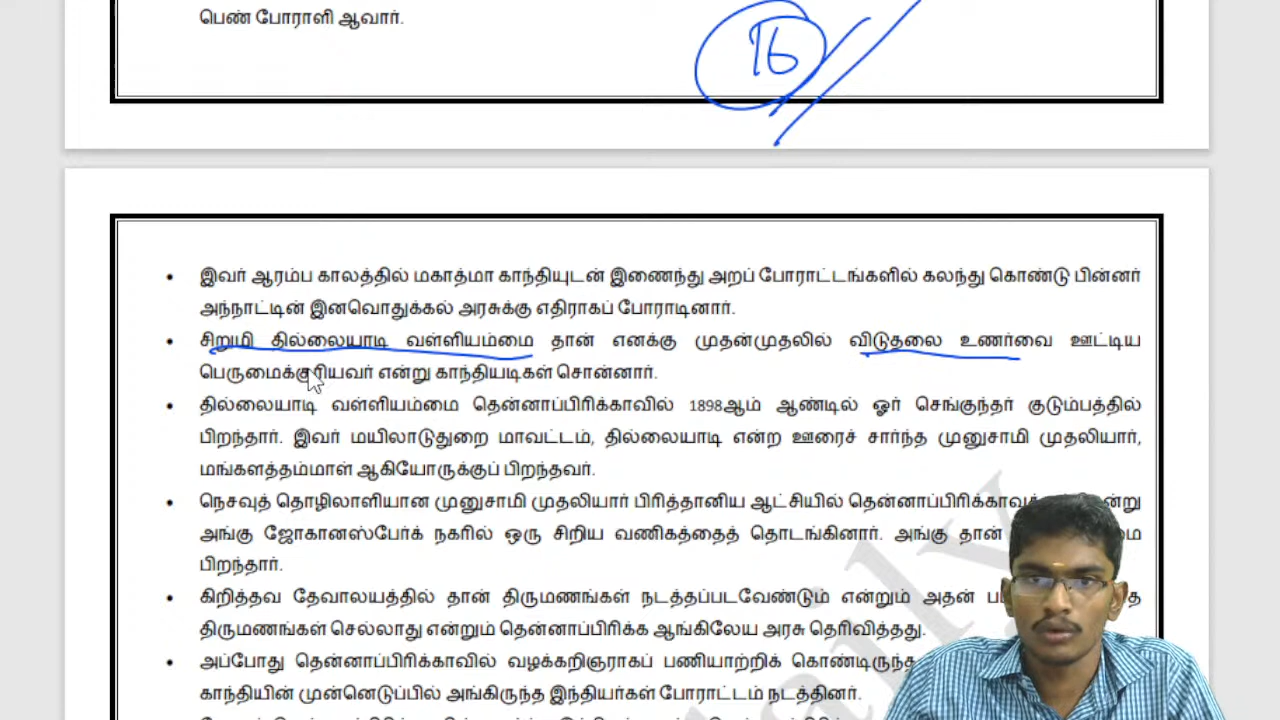 பெண் போராளி ஆவார்.
16
• இவர் ஆரம்ப காலத்தில் மகாத்மா காந்தியுடன் இணைந்து அறப் போராட்டங்களில் கலந்து கொண்டு பின்னர்
அந்நாட்டின் இனவொதுக்கல் அரசுக்கு எதிராகப் போராடினார்.
• சிறுமி தில்லையாடி வள்ளியம்மை தான் எனக்கு முதன்முதலில் விடுதலை உணர்வை ஊட்டிய
பெருமைக்குரியவர் என்று காந்தியடிகள் சொன்னார்.
• தில்லையாடி வள்ளியம்மை தென்னாப்பிரிக்காவில் 1898ஆம் ஆண்டில் ஓர் செங்குந்தர் குடும்பத்தில்
பிறந்தார். இவர் மயிலாடுதுறை மாவட்டம், தில்லையாடி என்ற ஊரைச் சார்ந்த முனுசாமி முதலியார்,
மங்களத்தம்மாள் ஆகியோருக்குப் பிறந்தவர்.
• நெசவுத் தொழிலாளியான முனுசாமி முதலியார் பிரித்தானிய ஆட்சியில்
அங்கு ஜோகானஸ்பேர்க் நகரில் ஒரு சிறிய வணிகத்தைத் தொடங்கினார். அங்கு தான்
பிறந்தார்.
• கிறித்தவ தேவாலயத்தில் தான் திருமணங்கள் நடத்தப்படவேண்டும் என்றும் அதன்
திருமணங்கள் செல்லாது என்றும் தென்னாப்பிரிக்க ஆங்கிலேய அரசு தெரிவித்தது.
• அப்போது தென்னாப்பிரிக்காவில் வழக்கறிஞராகப் பணியாற்றிக் கொண்டிருந்த
காந்தியின் முன்னெடுப்பில் அங்கிருந்த இந்தியர்கள் போராட்டம் நடத்தினர்.